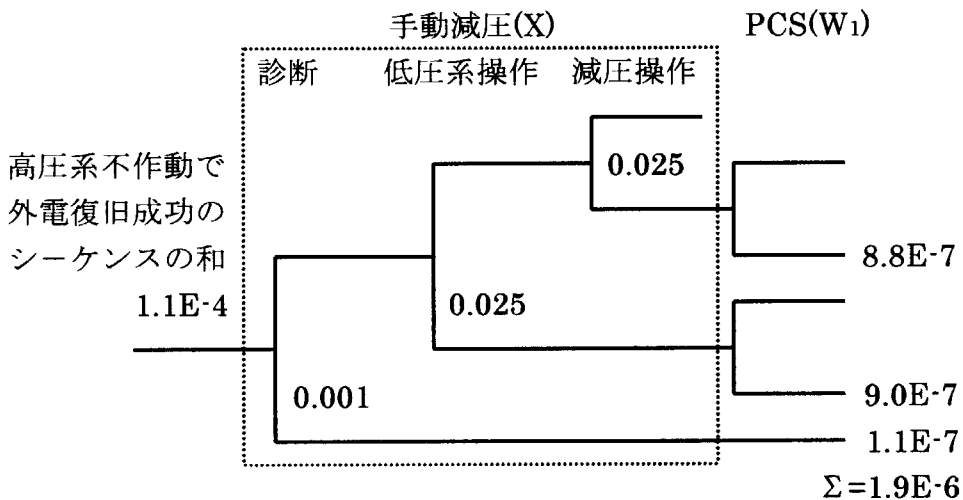 手動減圧(X)
PCS(W1)
診断
低圧系操作
減圧操作
高圧系不作動で
外電復旧成功の
シーケンスの和
1.1E-4
0.025
8.8E-7
0.025
0.001
9.0E-7
1.1E-7
Σ=1.9E-6